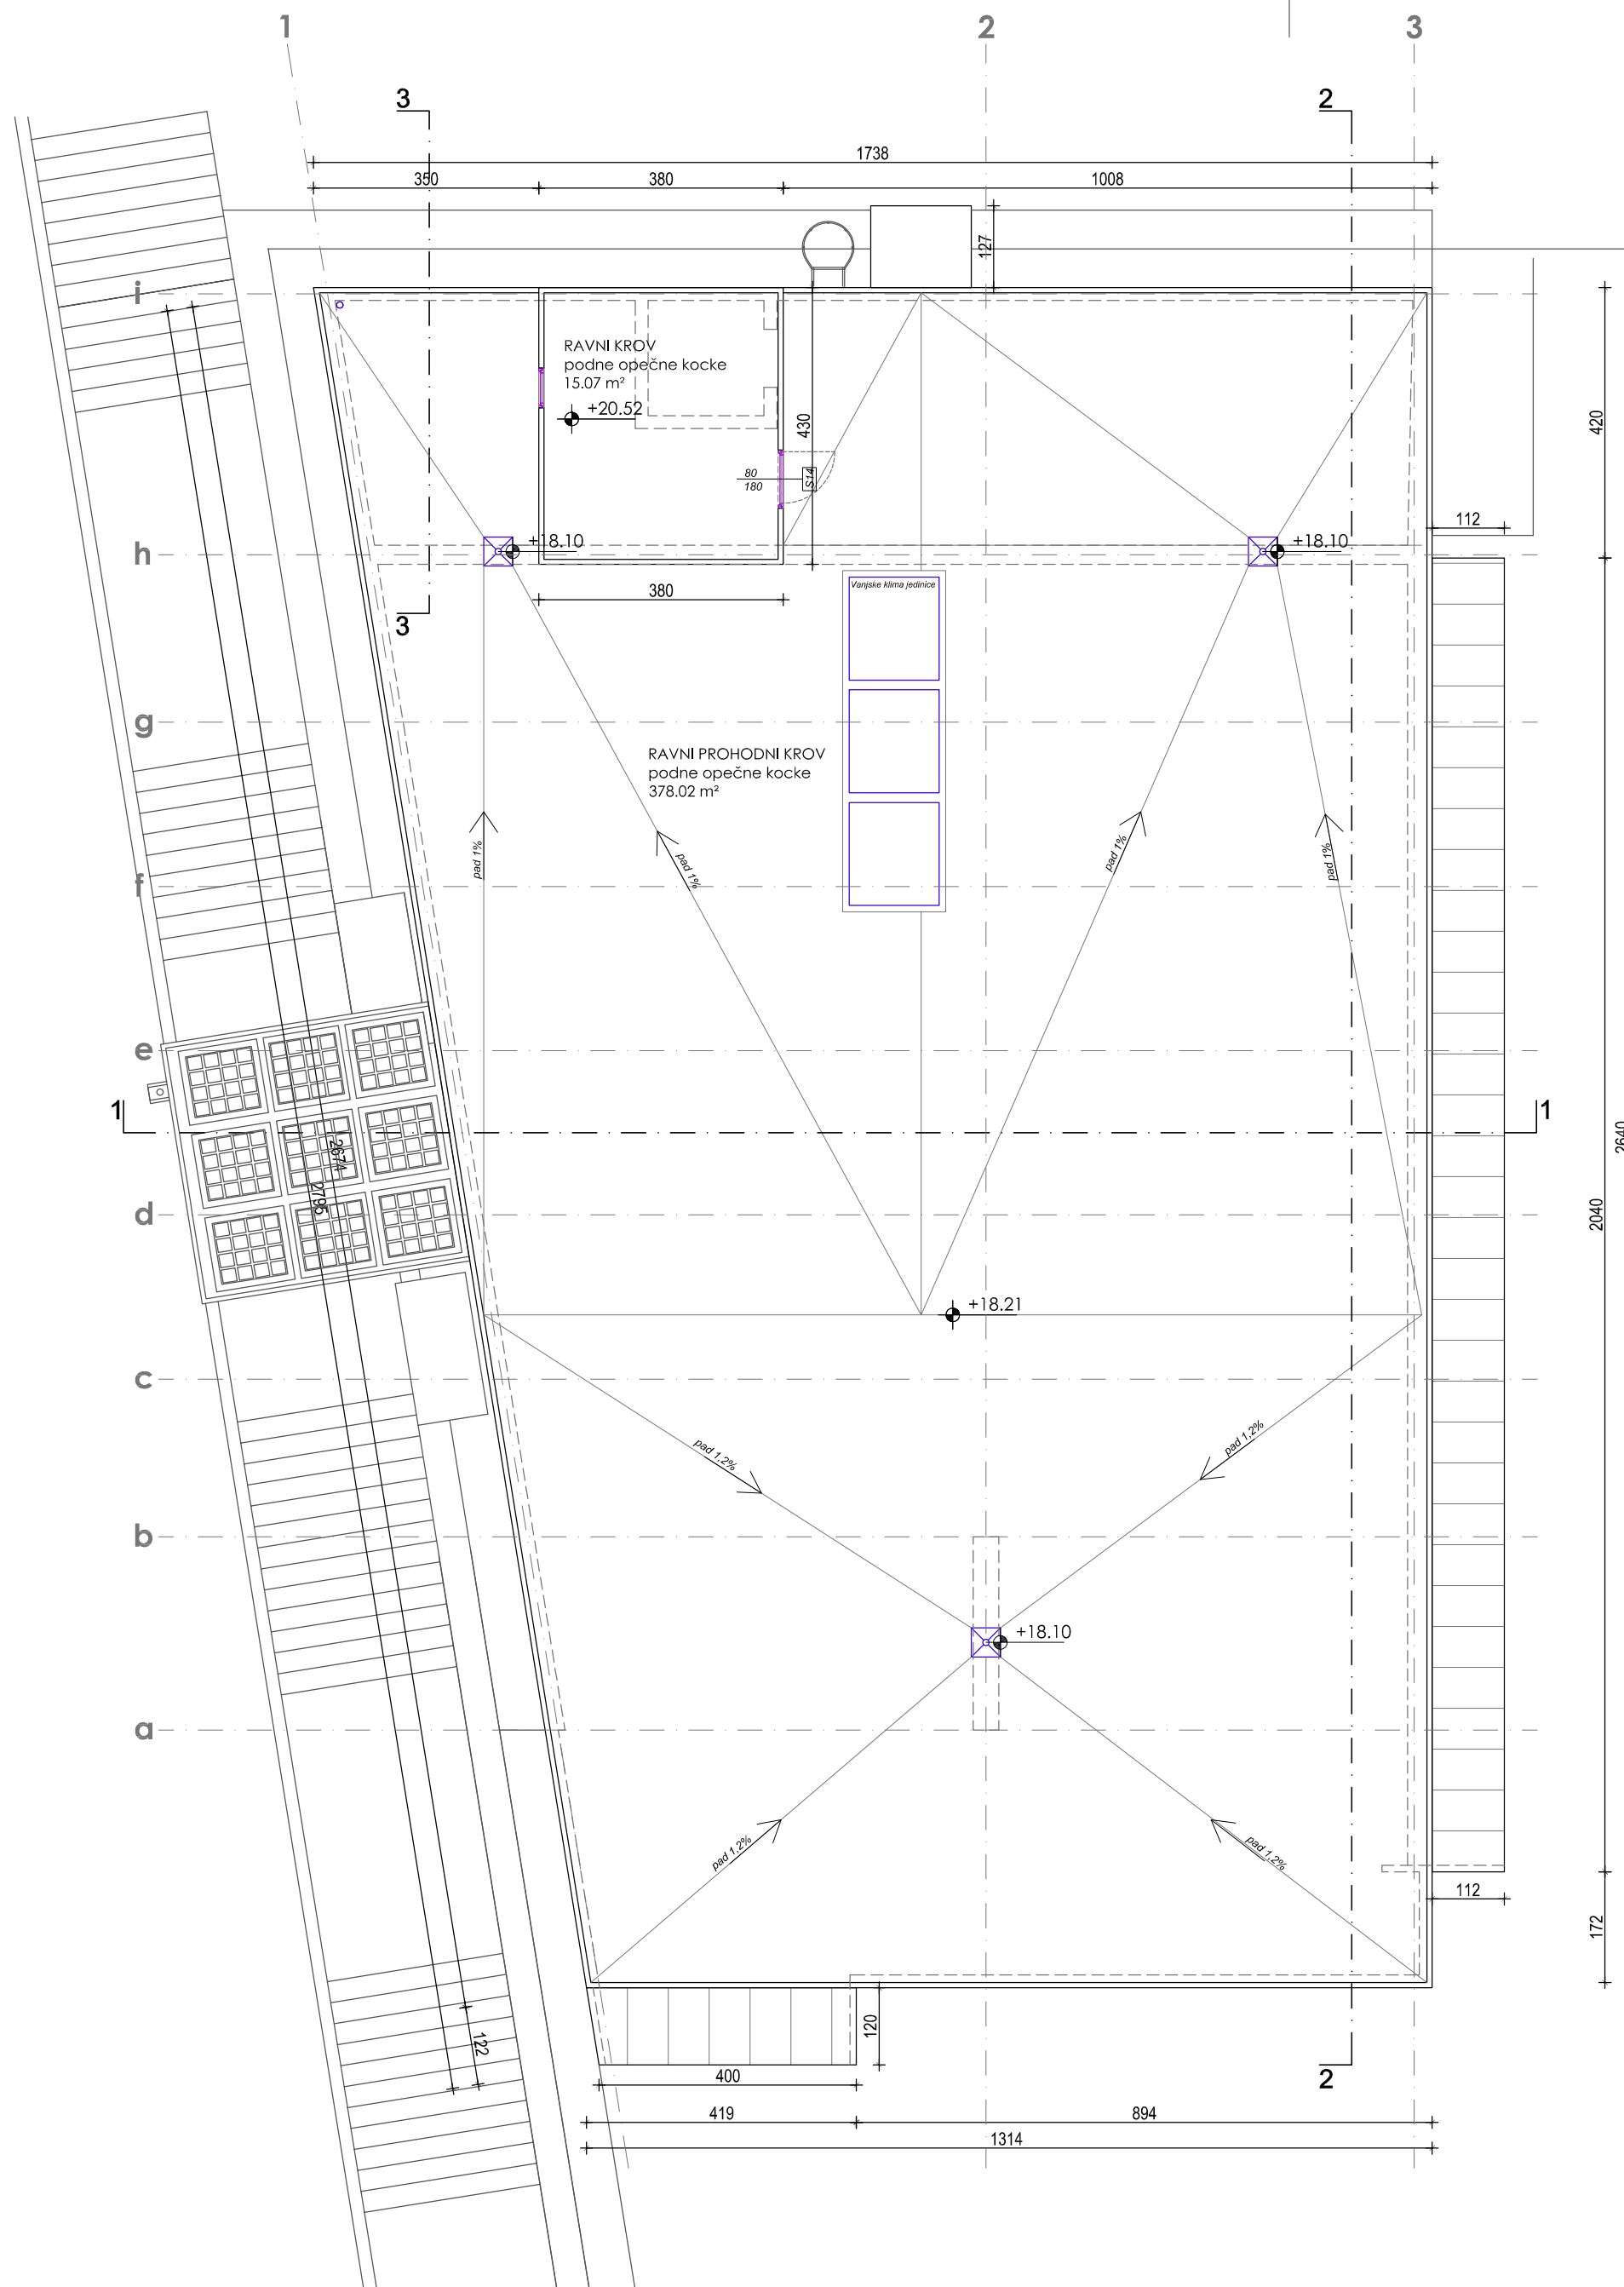 1
2
3
3
2
1738
350
380
1008
127
i
RAVNI KROV
podne opečne kocke
15.07 m²
+20.52
430
420
80
180
S14
112
h
+18.10
+18.10
380
Vanjske klima jedinice
3
g
RAVNI PROHODNI KROV
podne opečne kocke
378.02 m²
pad 1%
pad 1%
pad 1%
pad 1%
f
e
1
1
2640
2671
2795
d
2040
+18.21
c
pad 1,2%
pad 1,2%
b
+18.10
a
pad 1,2%
pad 1,2%
112
172
120
122
400
2
419
894
1314